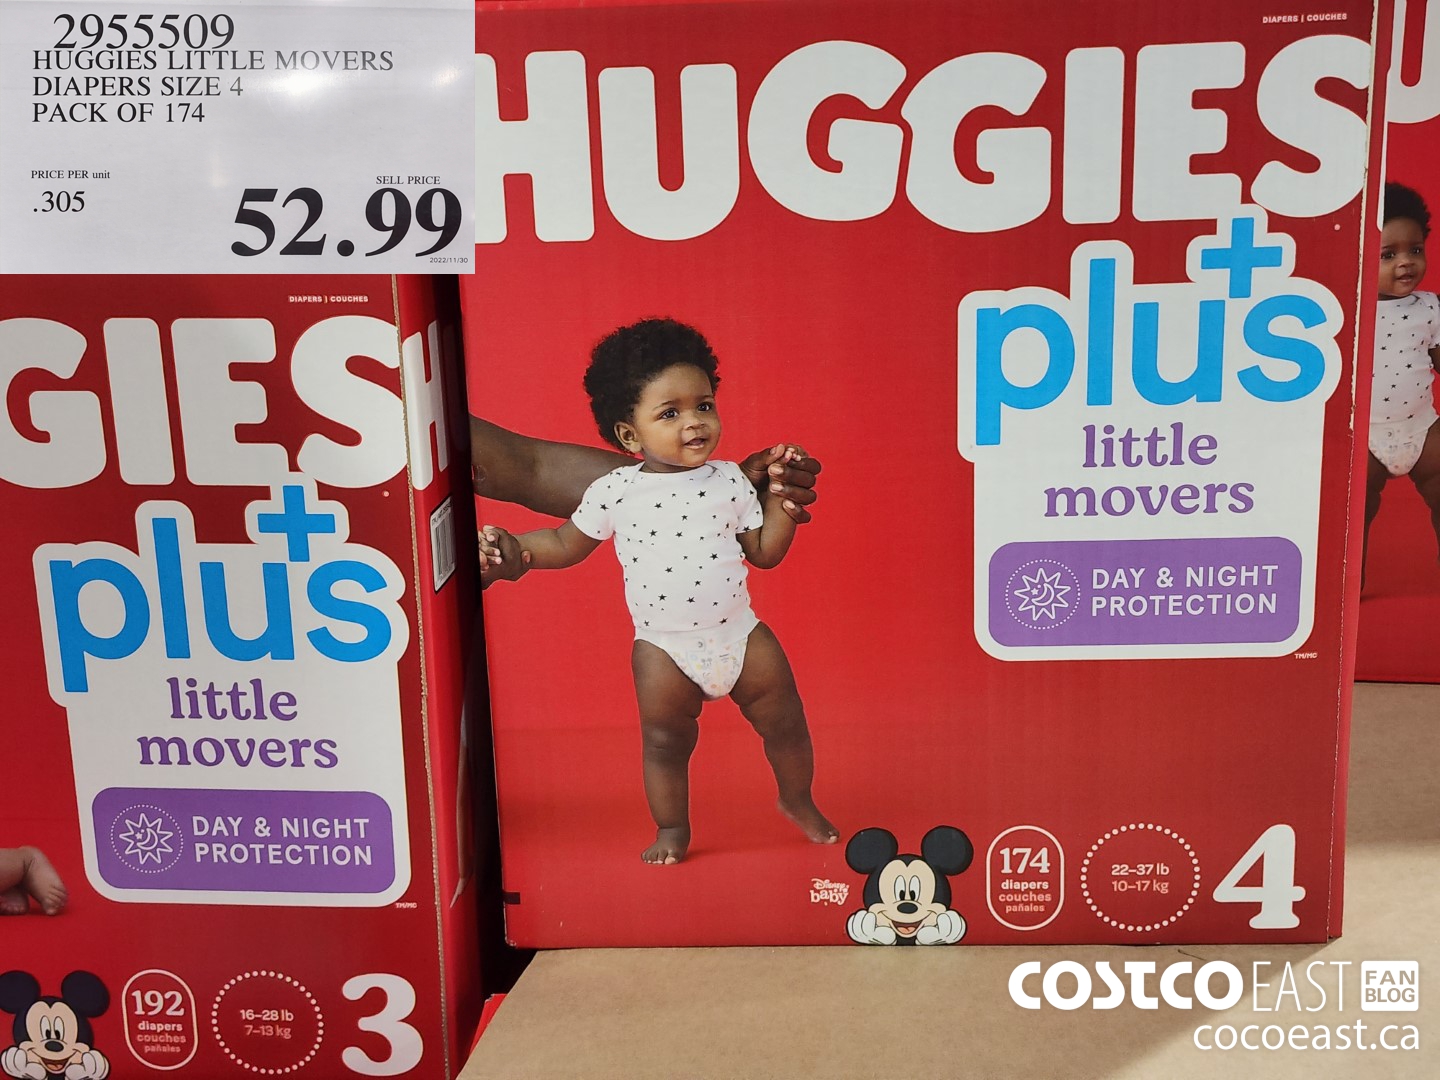 2955509
HUGGIES LITTLE MOVERS
DIAPERS SIZE 4
PACK OF 174
PRICE PER unit
.305
SELL PRICE
52.99
2022/11/30
DIAPERS | COUCHES
HUGGIES
plus
little
movers
DAY & NIGHT
PROTECTION
TM/MC
Disney
baby
174
diapers
couches
pañales
22–37 lb
10–17 kg
4
DIAPERS | COUCHES
GIES
H
plus
little
movers
DAY & NIGHT
PROTECTION
TM/MC
192
diapers
couches
pañales
16–28 lb
7–13 kg
3
U
COSTCO EAST FAN
BLOG
cocoeast.ca